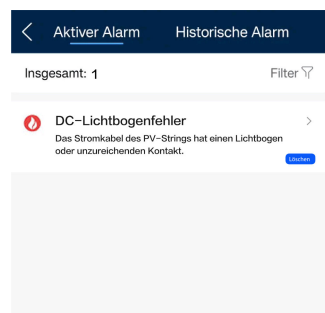 Aktiver Alarm Historische Alarm
Insgesamt: 1 Filter
DC-Lichtbogenfehler
Das Stromkabel des PV-Strings hat einen Lichtbogen
oder unzureichenden Kontakt.
Löschen